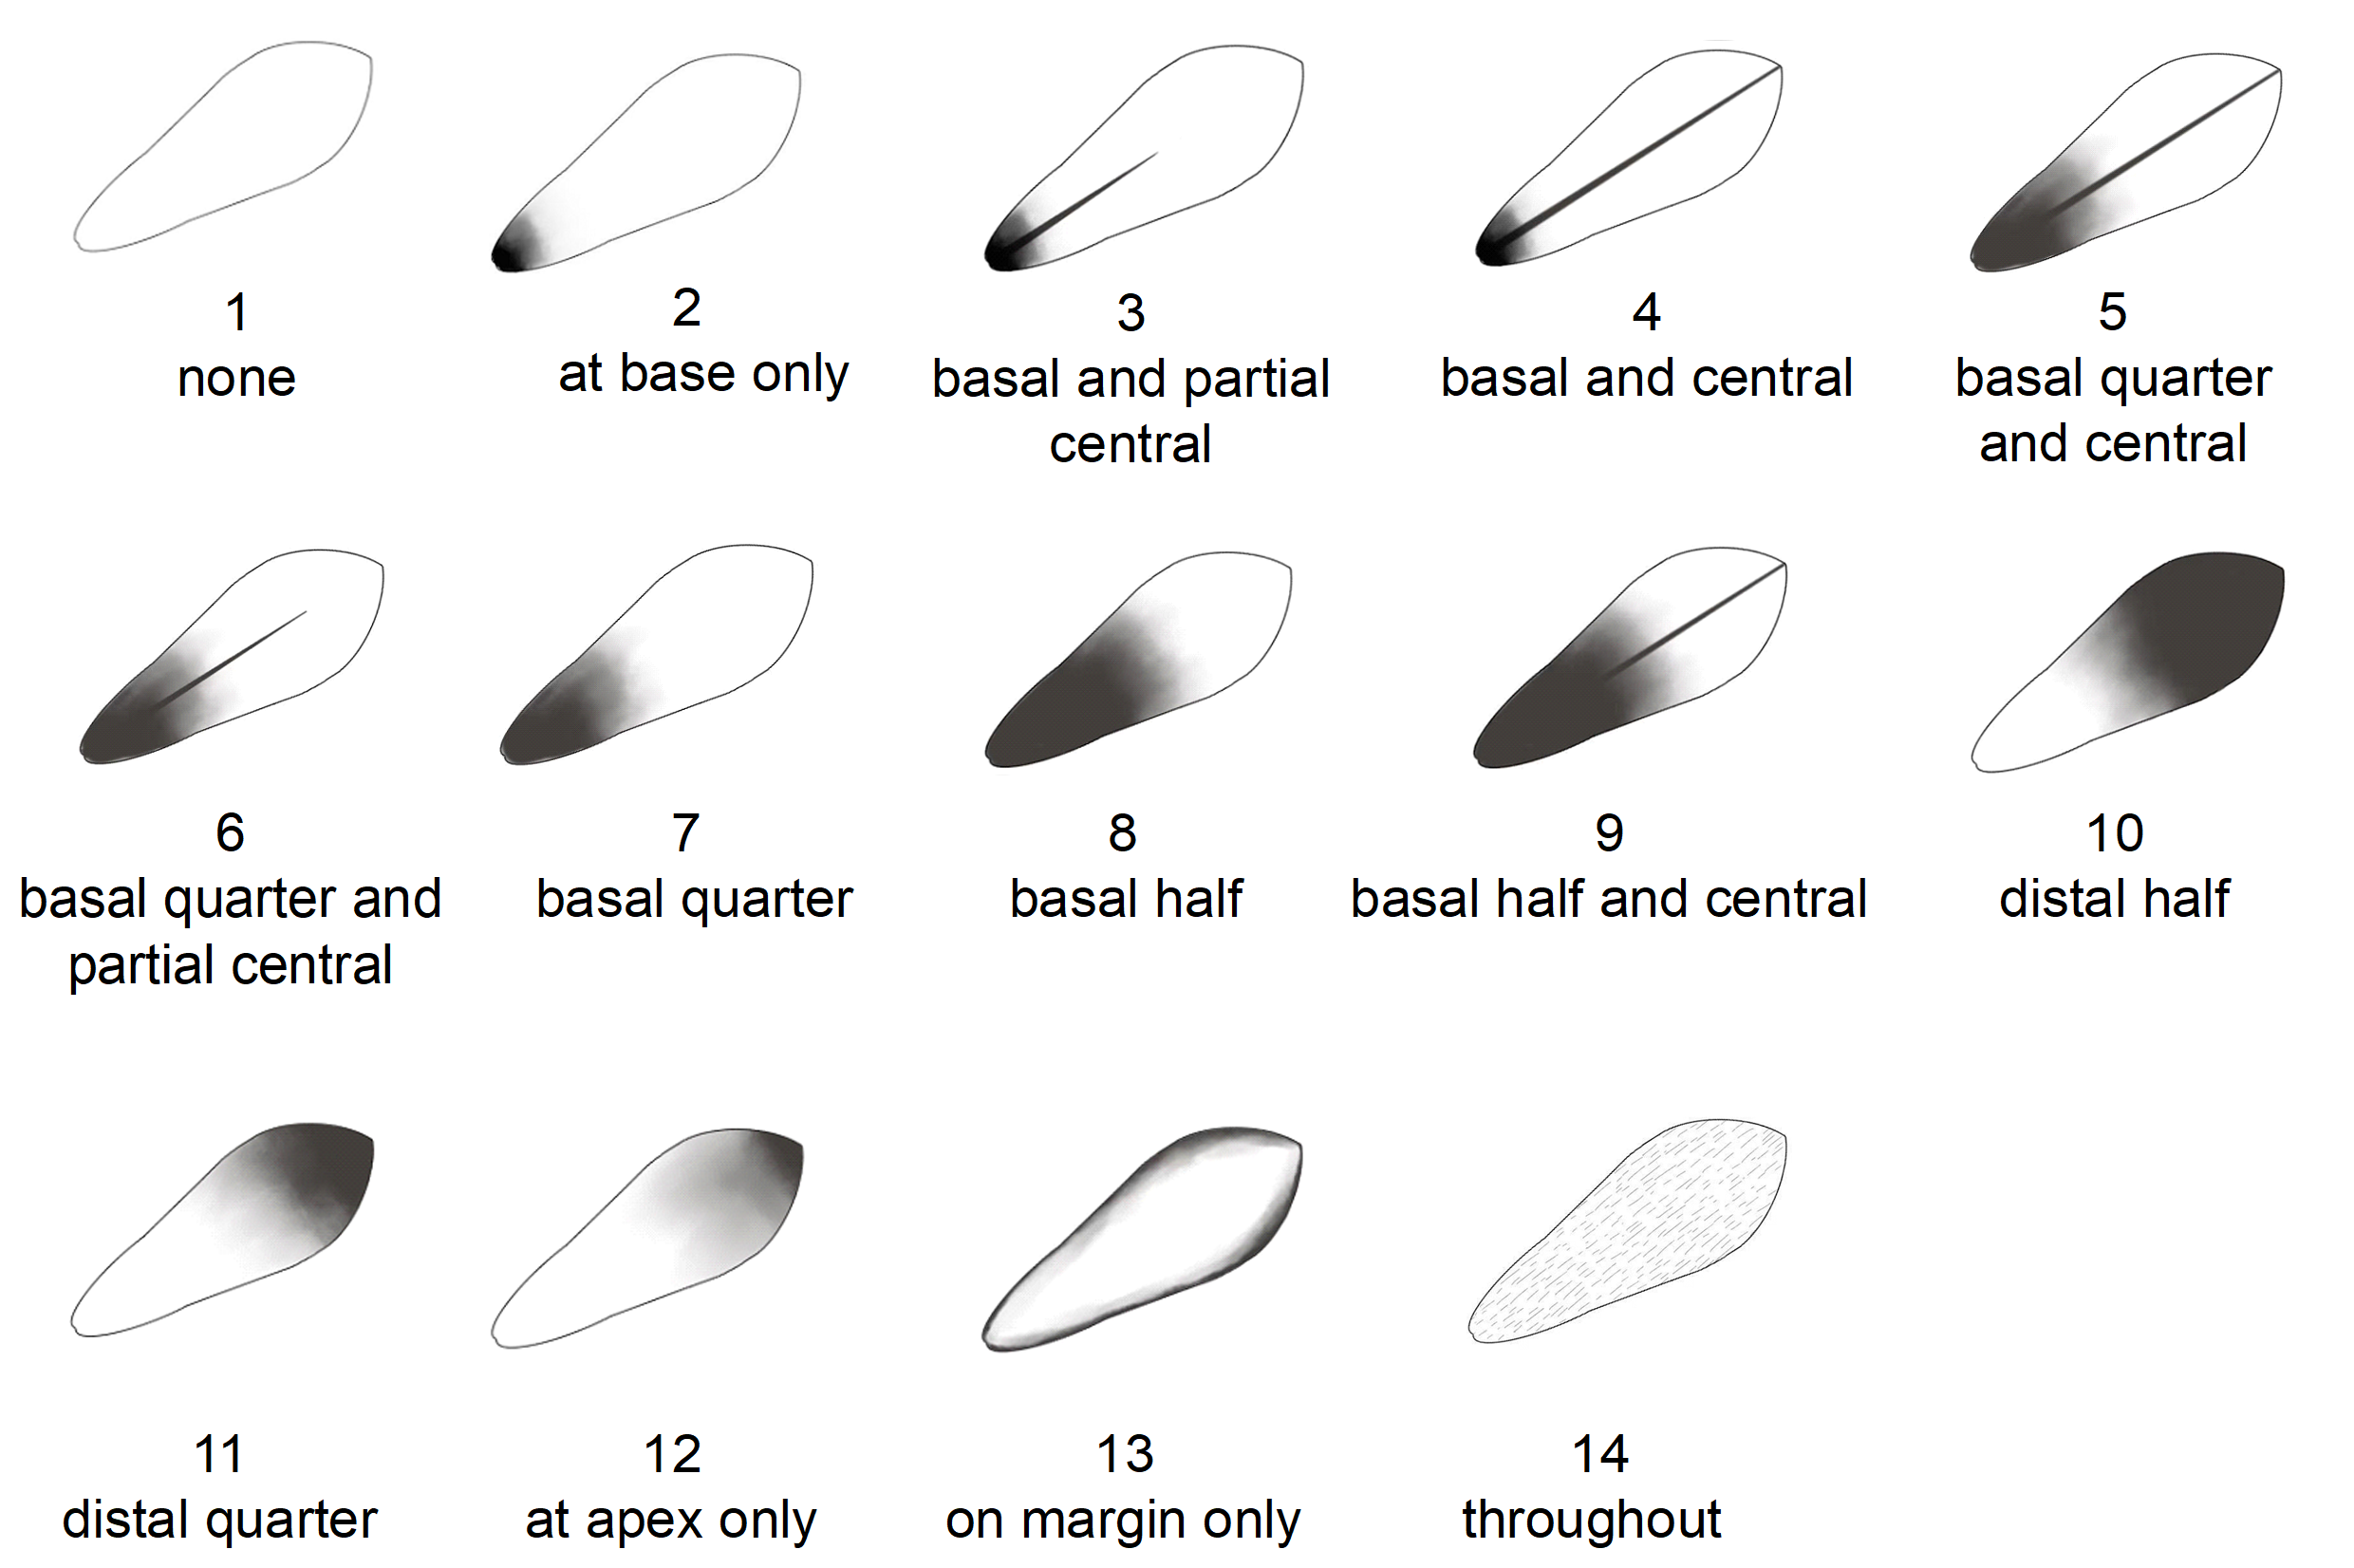 1
none
2
at base only
3
basal and partial
central
4
basal and central
5
basal quarter
and central
6
basal quarter and
partial central
7
basal quarter
8
basal half
9
basal half and central
10
distal half
11
distal quarter
12
at apex only
13
on margin only
14
throughout